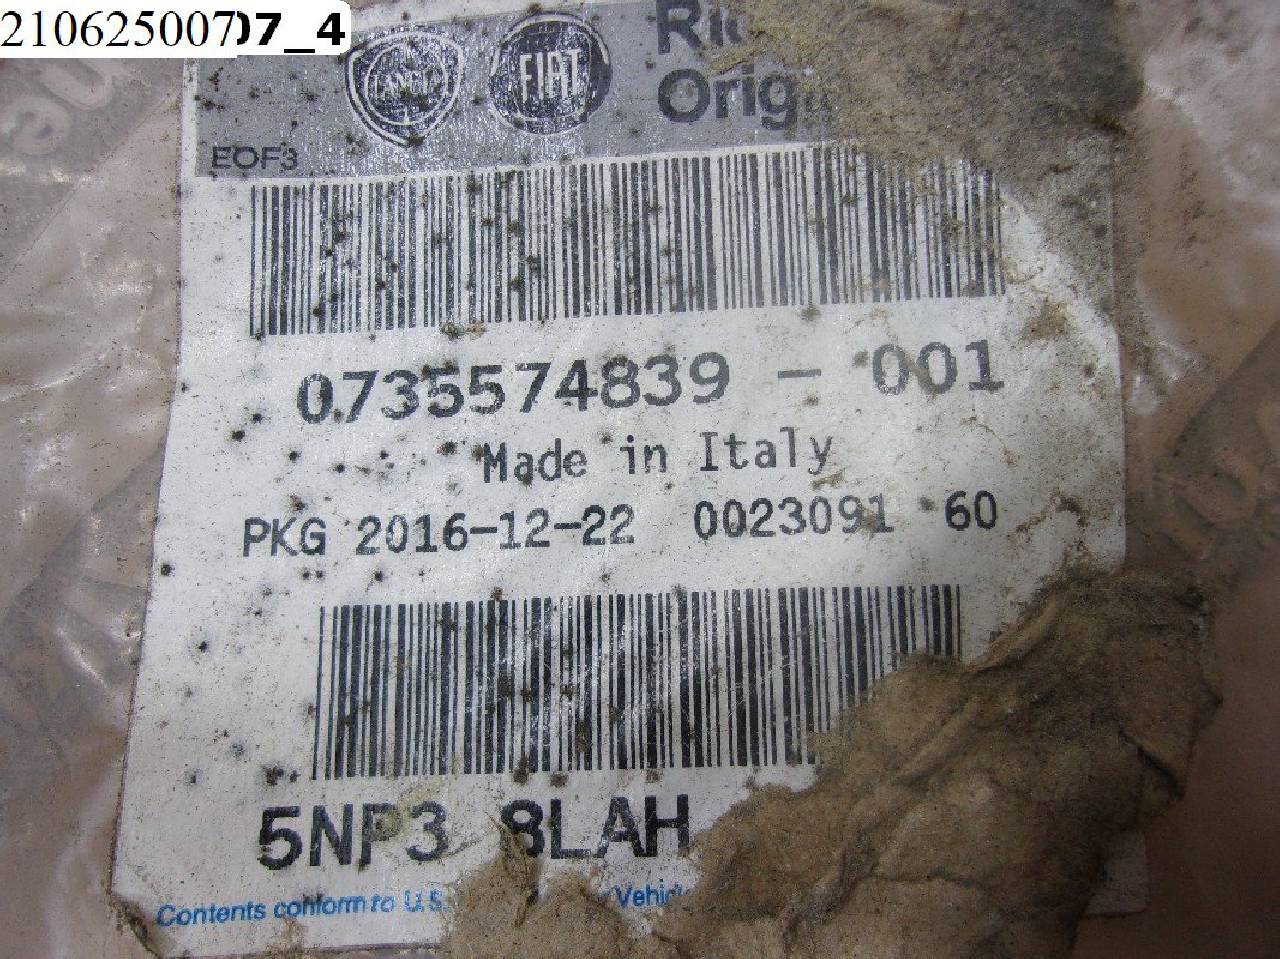 21062500707_4
LANCIA
FIAT
Orig
EOF3
0735574839 - 001
Made in Italy
PKG 2016-12-22 0023091 60
5NP3 8LAH
Contents conform to U.S. Vehic